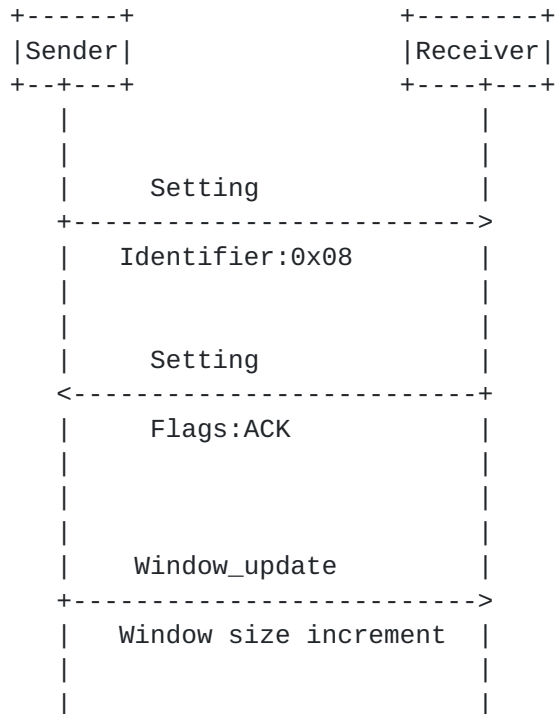 Sender Receiver
Setting
Identifier:0x08
Setting
Flags:ACK
Window_update
Window size increment